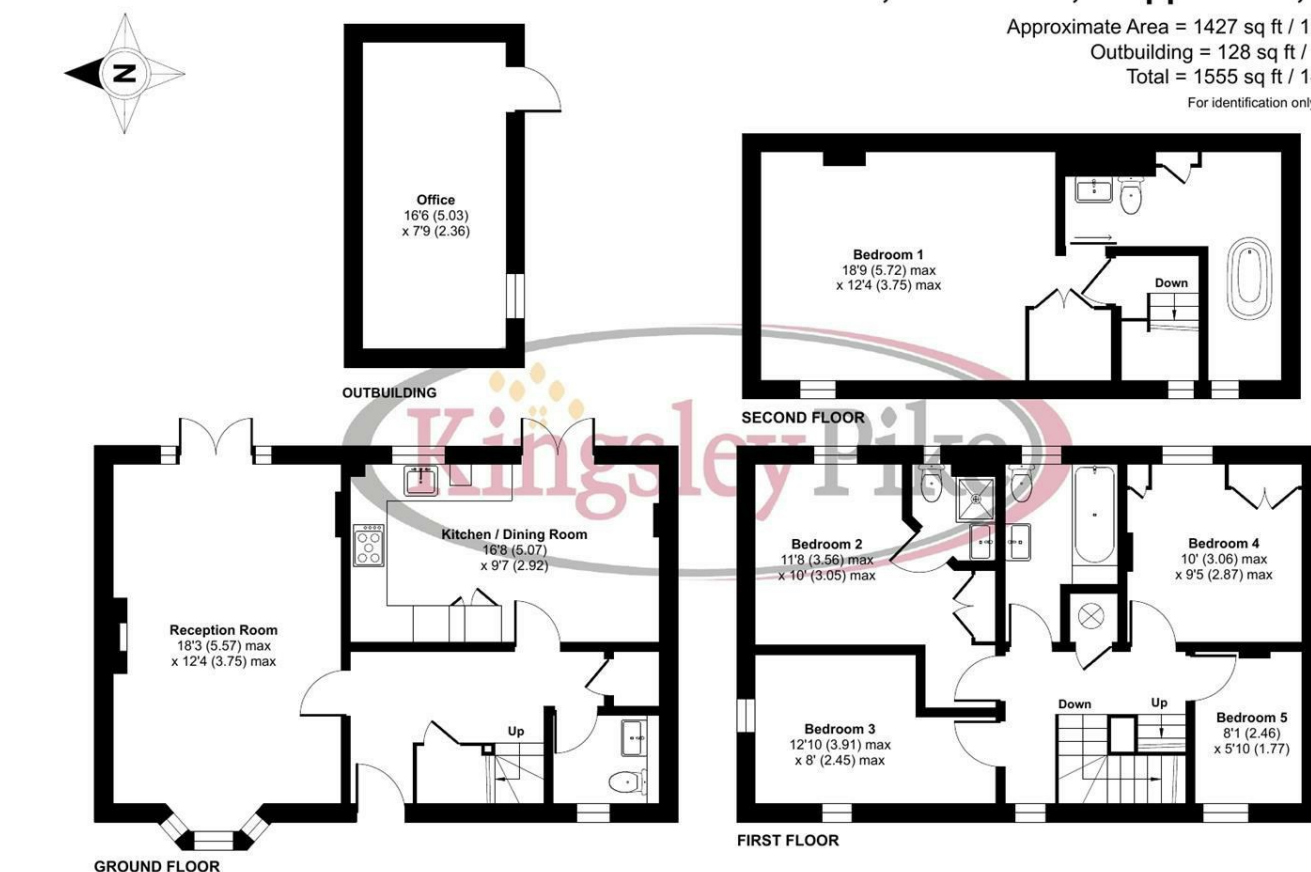 Approximate Area = 1427 sq ft / 1
Outbuilding = 128 sq ft /
Total = 1555 sq ft / 1
For identification only
N
Office
16'6 (5.03)
x 7'9 (2.36)
OUTBUILDING
Bedroom 1
18'9 (5.72) max
x 12'4 (3.75) max
Down
SECOND FLOOR
Kingsley Pike
Reception Room
18'3 (5.57) max
x 12'4 (3.75) max
Kitchen / Dining Room
16'8 (5.07)
x 9'7 (2.92)
Up
GROUND FLOOR
Bedroom 2
11'8 (3.56) max
x 10' (3.05) max
Bedroom 4
10' (3.06) max
x 9'5 (2.87) max
Bedroom 3
12'10 (3.91) max
x 8' (2.45) max
Down
Up
Bedroom 5
8'1 (2.46)
x 5'10 (1.77)
FIRST FLOOR